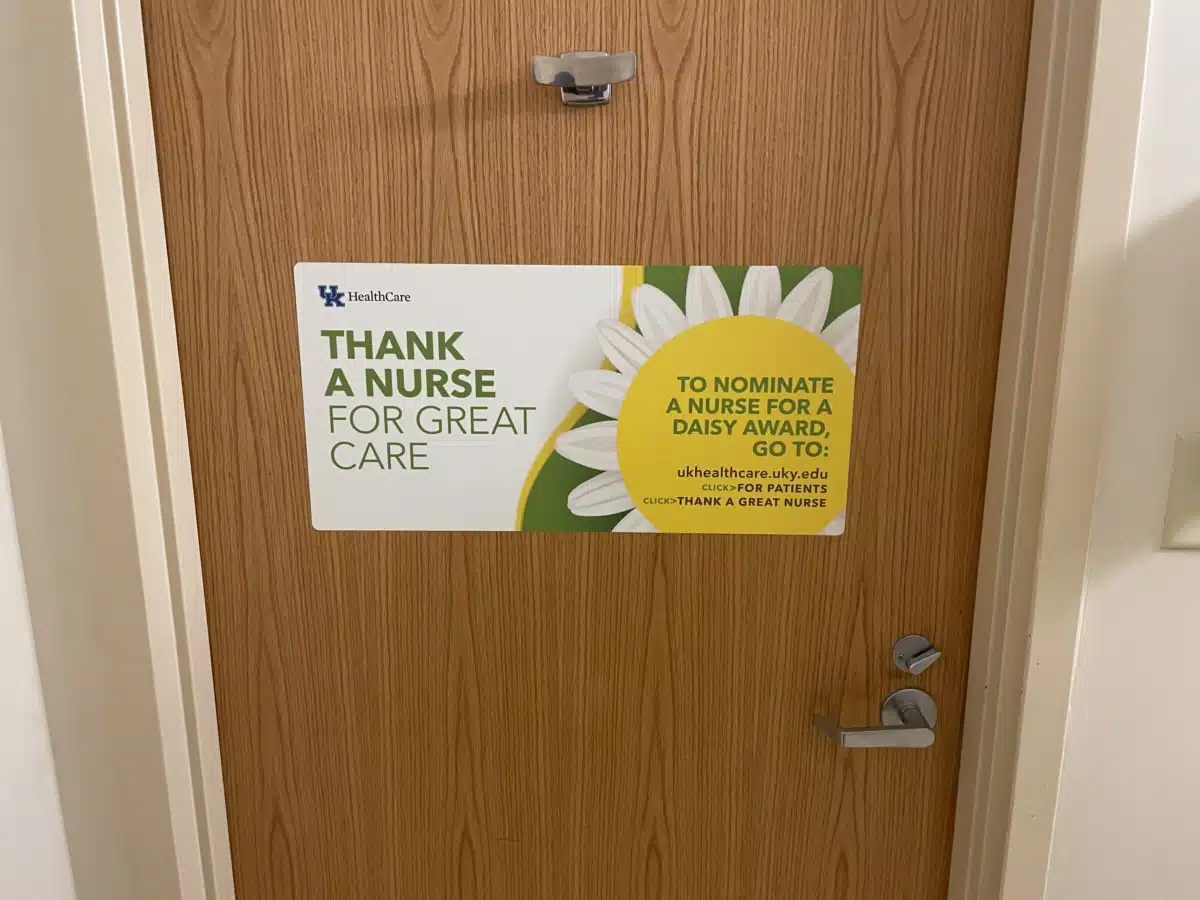 UK HealthCare
THANK
A NURSE
FOR GREAT
CARE
TO NOMINATE
A NURSE FOR A
DAISY AWARD,
GO TO:
ukhealthcare.uky.edu
CLICK>FOR PATIENTS
CLICK>THANK A GREAT NURSE